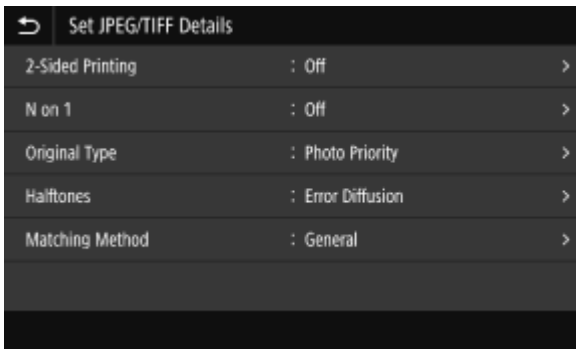 Set JPEG/TIFF Details
2-Sided Printing : Off
N on 1 : Off
Original Type : Photo Priority
Halftones : Error Diffusion
Matching Method : General